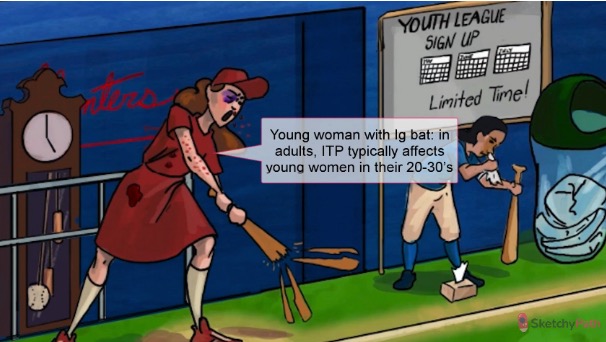 YOUTH LEAGUE
SIGN UP
Limited Time!
Young woman with Ig bat: in
adults, ITP typically affects
young women in their 20-30's